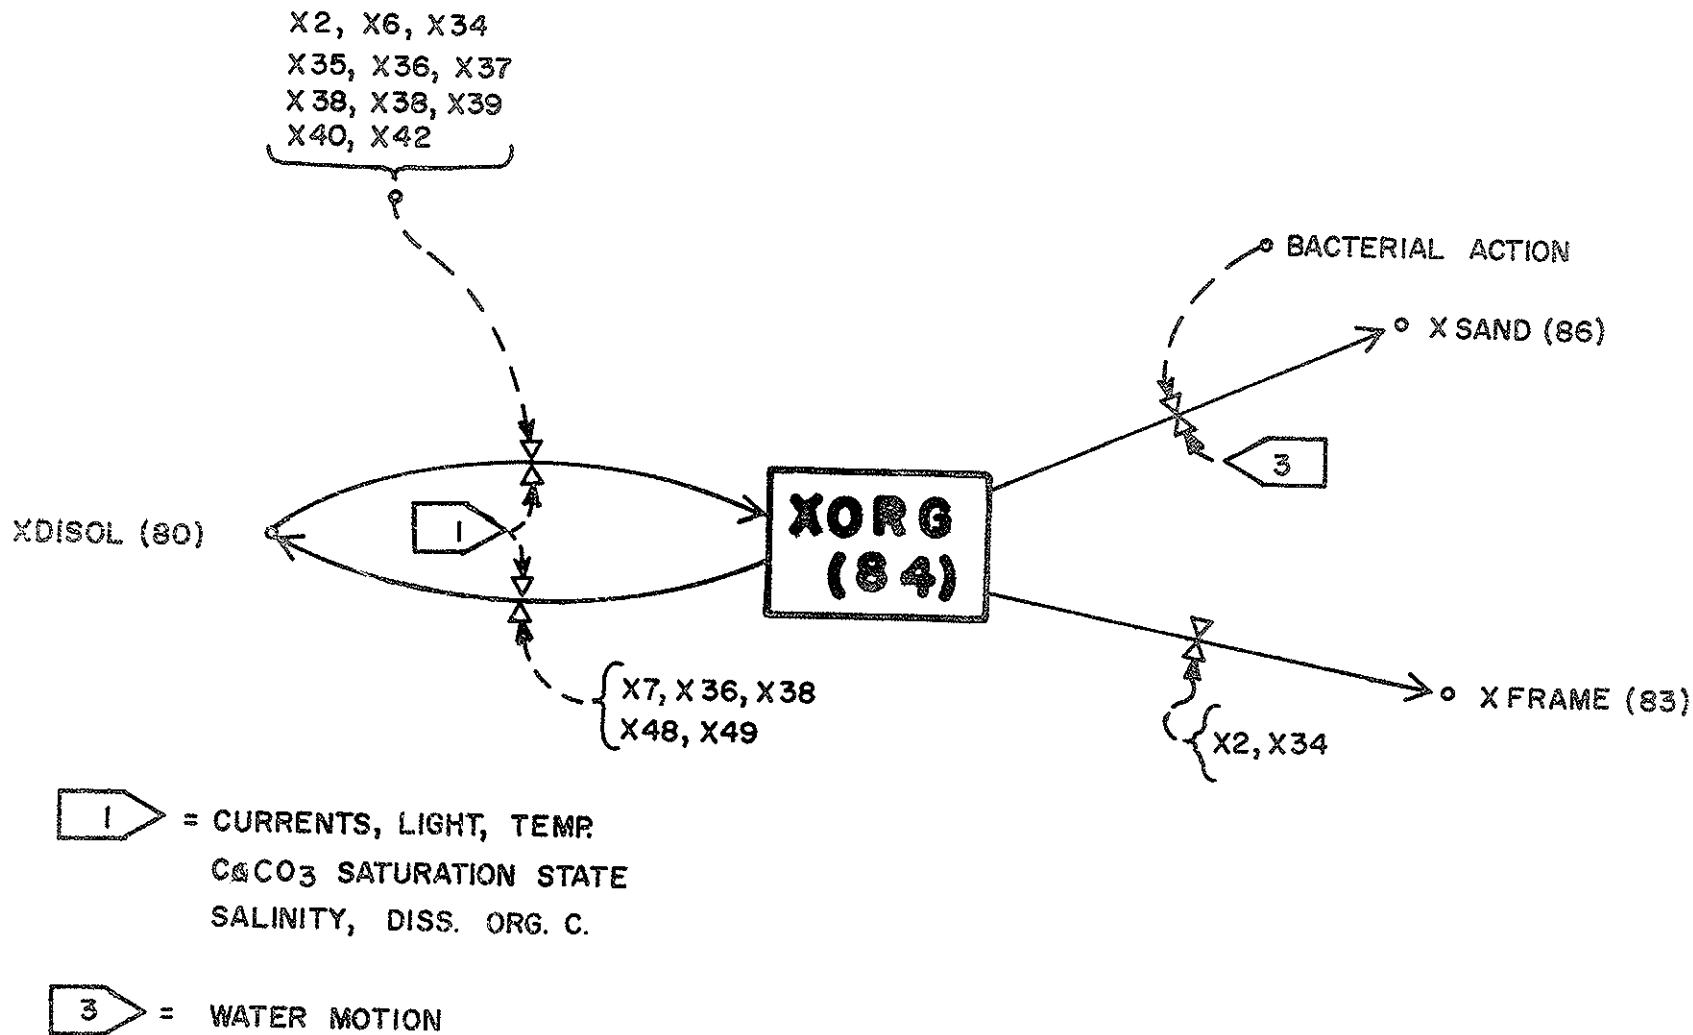 X2, X6, X34
X35, X36, X37
X38, X38, X39
X40, X42
BACTERIAL ACTION
X SAND (86)
3
XDISOL (80)
1
XORG
(84)
X7, X36, X38
X48, X49
X FRAME (83)
X2, X34
1 = CURRENTS, LIGHT, TEMP.
CaCO3 SATURATION STATE
SALINITY, DISS. ORG. C.
3 = WATER MOTION